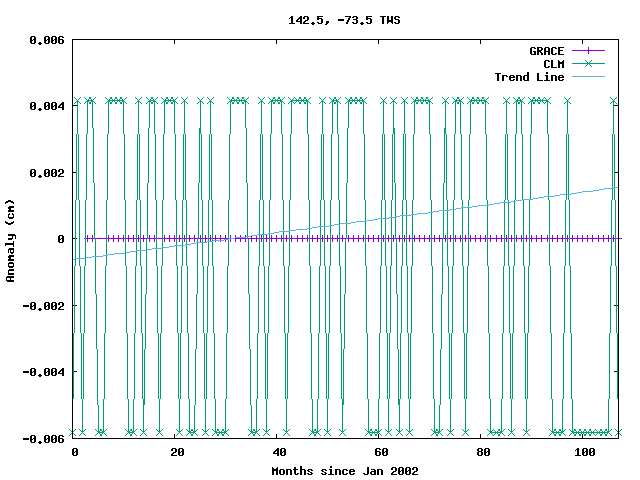 142.5, -73.5 TWS
GRACE
CLM
Trend Line
0.006
0.004
0.002
0
-0.002
-0.004
-0.006
Anomaly (cm)
0 20 40 60 80 100
Months since Jan 2002